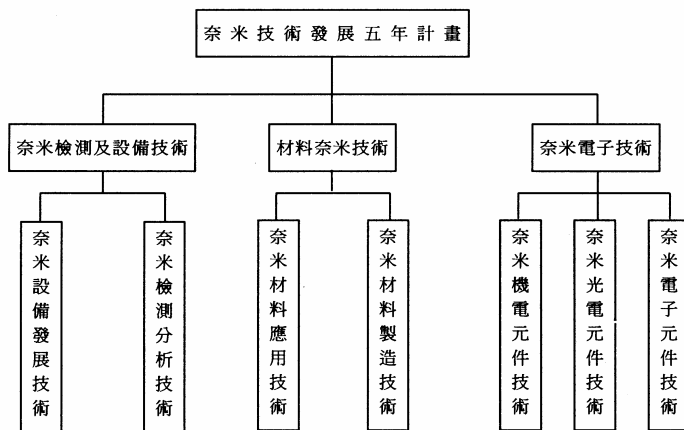 奈米技術發展五年計畫
奈米檢測及設備技術
材料奈米技術
奈米電子技術
奈米設備發展技術
奈米檢測分析技術
奈米材料應用技術
奈米材料製造技術
奈米機電元件技術
奈米光電元件技術
奈米電子元件技術